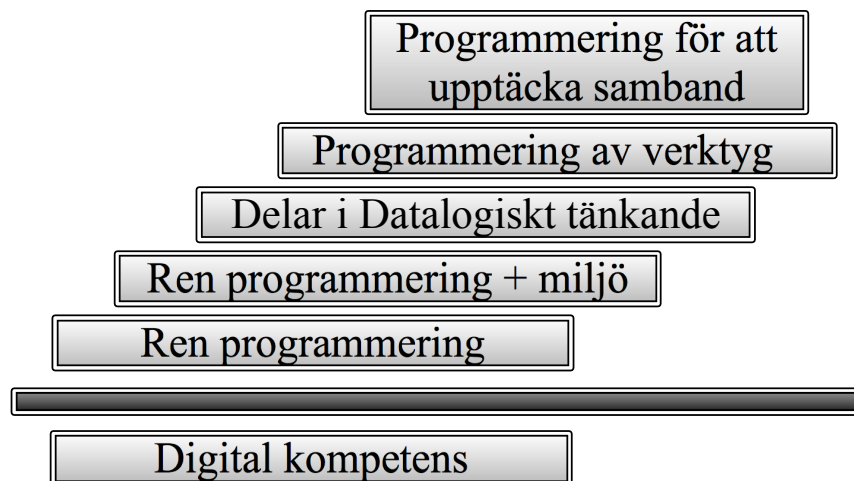 Programmering för att
upptäcka samband
Programmering av verktyg
Delar i Datalogiskt tänkande
Ren programmering + miljö
Ren programmering
Digital kompetens